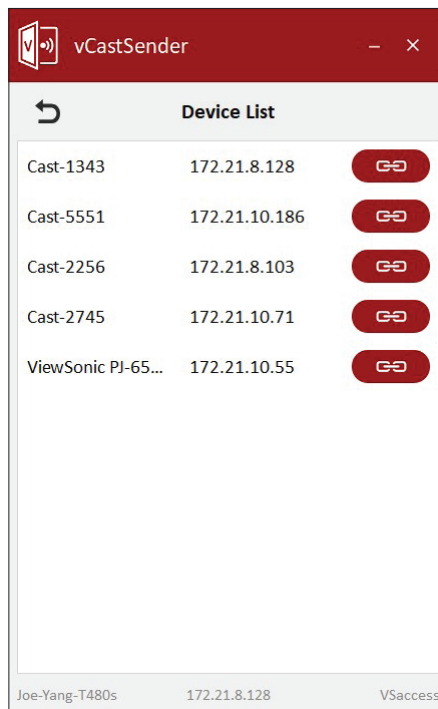 V vCastSender
Device List
Cast-1343 172.21.8.128
Cast-5551 172.21.10.186
Cast-2256 172.21.8.103
Cast-2745 172.21.10.71
ViewSonic PJ-65... 172.21.10.55
Joe-Yang-T480s 172.21.8.128 VSaccess